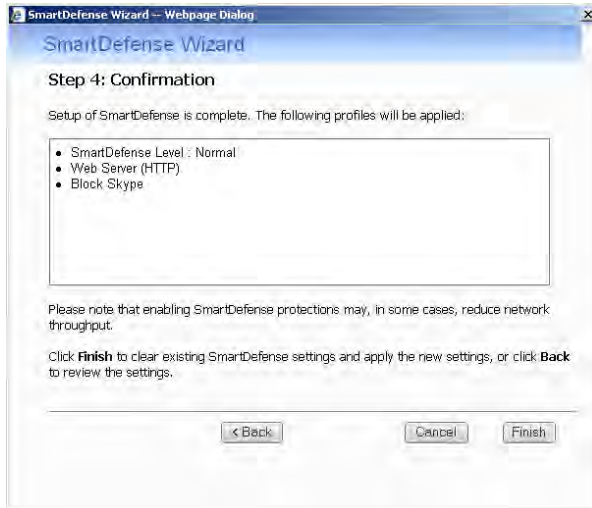 SmartDefense Wizard -- Webpage Dialog
SmartDefense Wizard
Step 4: Confirmation
Setup of SmartDefense is complete. The following profiles will be applied:
• SmartDefense Level : Normal
• Web Server (HTTP)
• Block Skype
Please note that enabling SmartDefense protections may, in some cases, reduce network
throughput.
Click Finish to clear existing SmartDefense settings and apply the new settings, or click Back
to review the settings.
< Back Cancel Finish